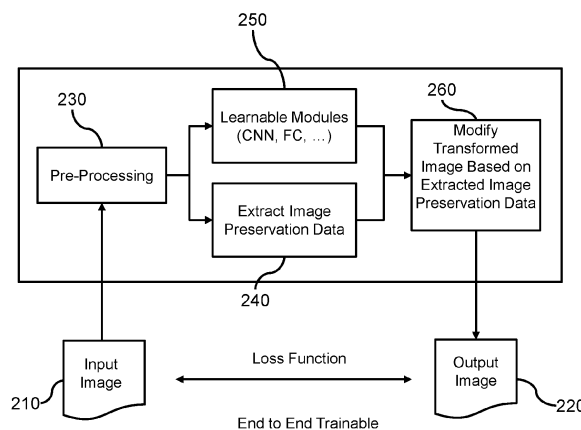 250
230
Learnable Modules
(CNN, FC, ...)
260
Modify
Transformed
Image Based on
Extracted Image
Preservation Data
Pre-Processing
Extract Image
Preservation Data
240
Input
Image
210
Loss Function
End to End Trainable
Output
Image
220